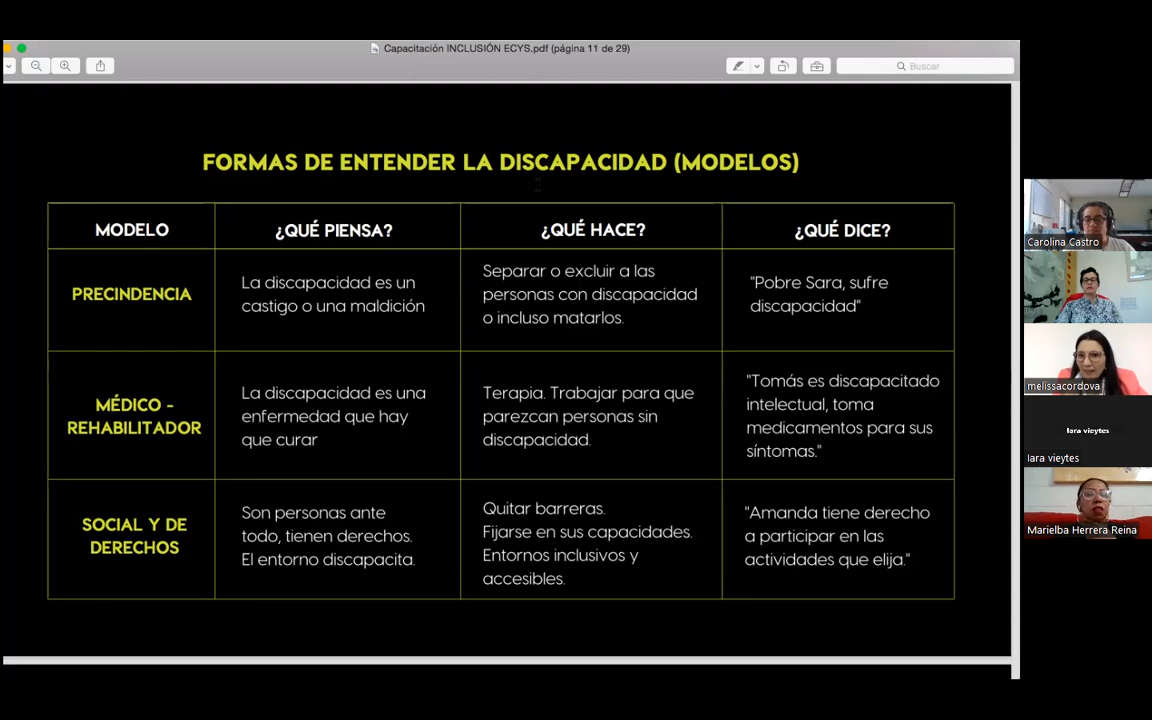 Capacitación INCLUSIÓN ECYS.pdf (página 11 de 29)
Buscar
FORMAS DE ENTENDER LA DISCAPACIDAD (MODELOS)
MODELO
¿QUÉ PIENSA?
¿QUÉ HACE?
¿QUÉ DICE?
PRECINDENCIA
La discapacidad es un
castigo o una maldición
Separar o excluir a las
personas con discapacidad
o incluso matarlos.
"Pobre Sara, sufre
discapacidad"
MÉDICO -
REHABILITADOR
La discapacidad es una
enfermedad que hay
que curar
Terapia. Trabajar para que
parezcan personas sin
discapacidad.
"Tomás es discapacitado
intelectual, toma
medicamentos para sus
síntomas."
SOCIAL Y DE
DERECHOS
Son personas ante
todo, tienen derechos.
El entorno discapacita.
Quitar barreras.
Fijarse en sus capacidades.
Entornos inclusivos y
accesibles.
"Amanda tiene derecho
a participar en las
actividades que elija."
Carolina Castro
melissacordova
lara vieytes
lara vieytes
Marielba Herrera Reina